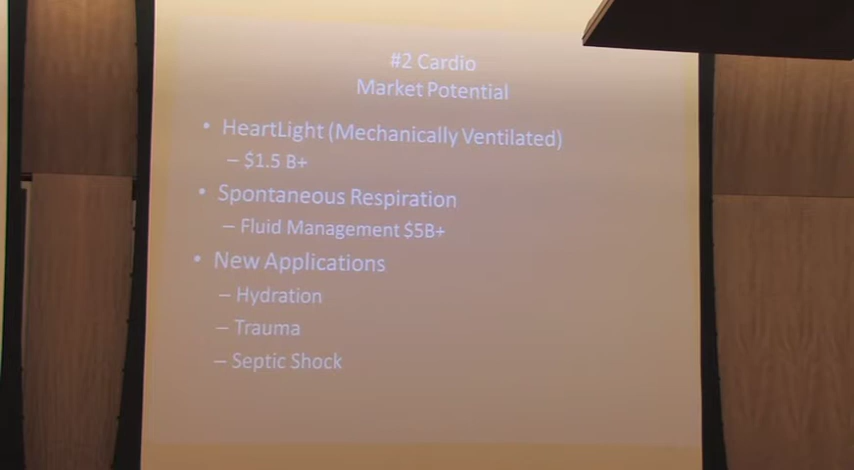 #2 Cardio
Market Potential
• HeartLight (Mechanically Ventilated)
– $1.5 B+
• Spontaneous Respiration
– Fluid Management $5B+
• New Applications
– Hydration
– Trauma
– Septic Shock